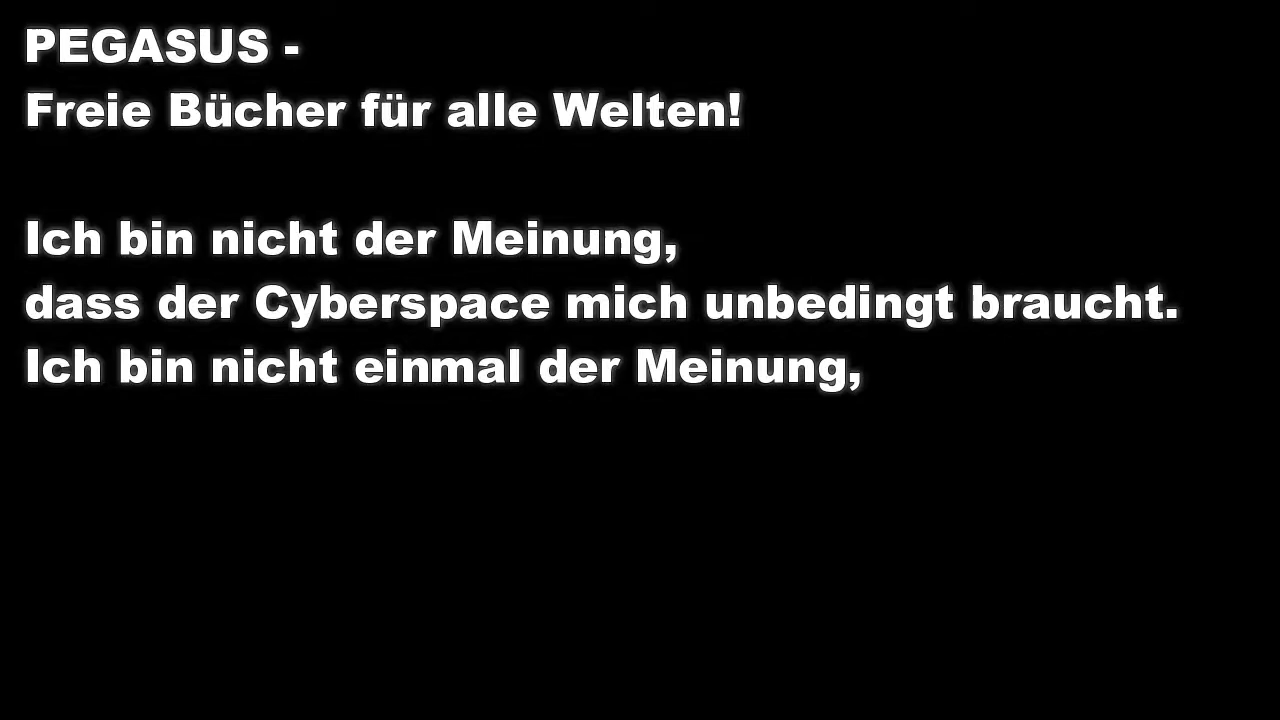 PEGASUS -
Freie Bücher für alle Welten!
Ich bin nicht der Meinung,
dass der Cyberspace mich unbedingt braucht.
Ich bin nicht einmal der Meinung,